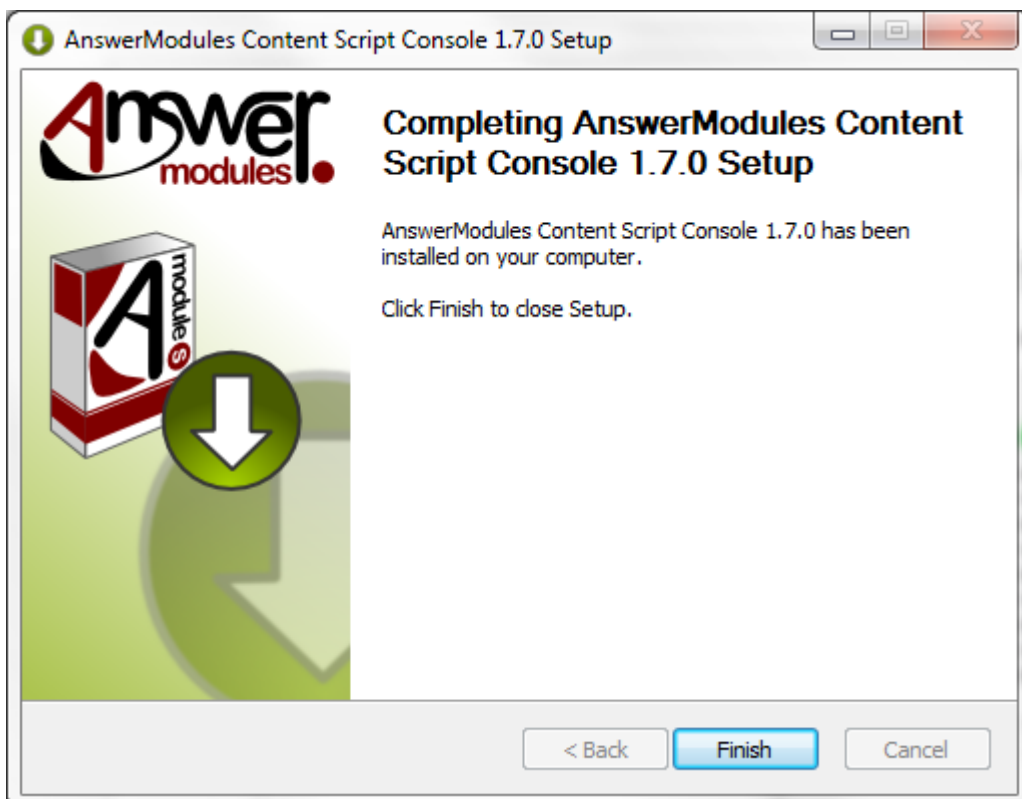 AnswerModules Content Script Console 1.7.0 Setup
Answer
modules
Completing AnswerModules Content
Script Console 1.7.0 Setup
AnswerModules Content Script Console 1.7.0 has been
installed on your computer.
Click Finish to close Setup.
A
modules
< Back
Finish
Cancel